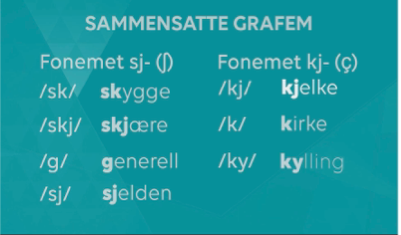 SAMMENSATTE GRAFEM
Fonemet sj- (ʃ) Fonemet kj- (ç)
/sk/ skygge /kj/ kjelke
/skj/ skjære /k/ kirke
/g/ generell /ky/ kylling
/sj/ sjelden